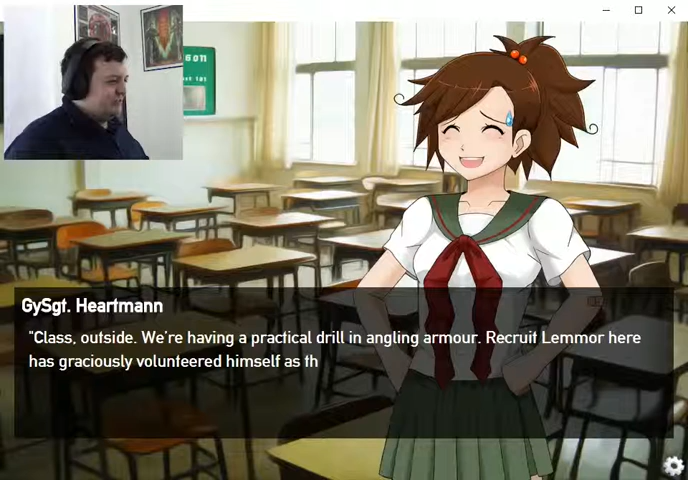 GySgt. Heartmann
"Class, outside. We're having a practical drill in angling armour. Recruit Lemmor here
has graciously volunteered himself as th